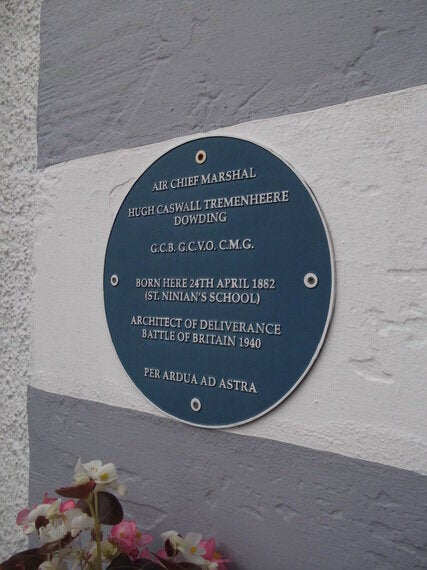 AIR CHIEF MARSHAL
HUGH CASWALL TREMENHEERE
DOWDING
G.C.B. G.C.V.O. C.M.G.
BORN HERE 24TH APRIL 1882
(ST. NINIAN'S SCHOOL)
ARCHITECT OF DELIVERANCE
BATTLE OF BRITAIN 1940
PER ARDUA AD ASTRA